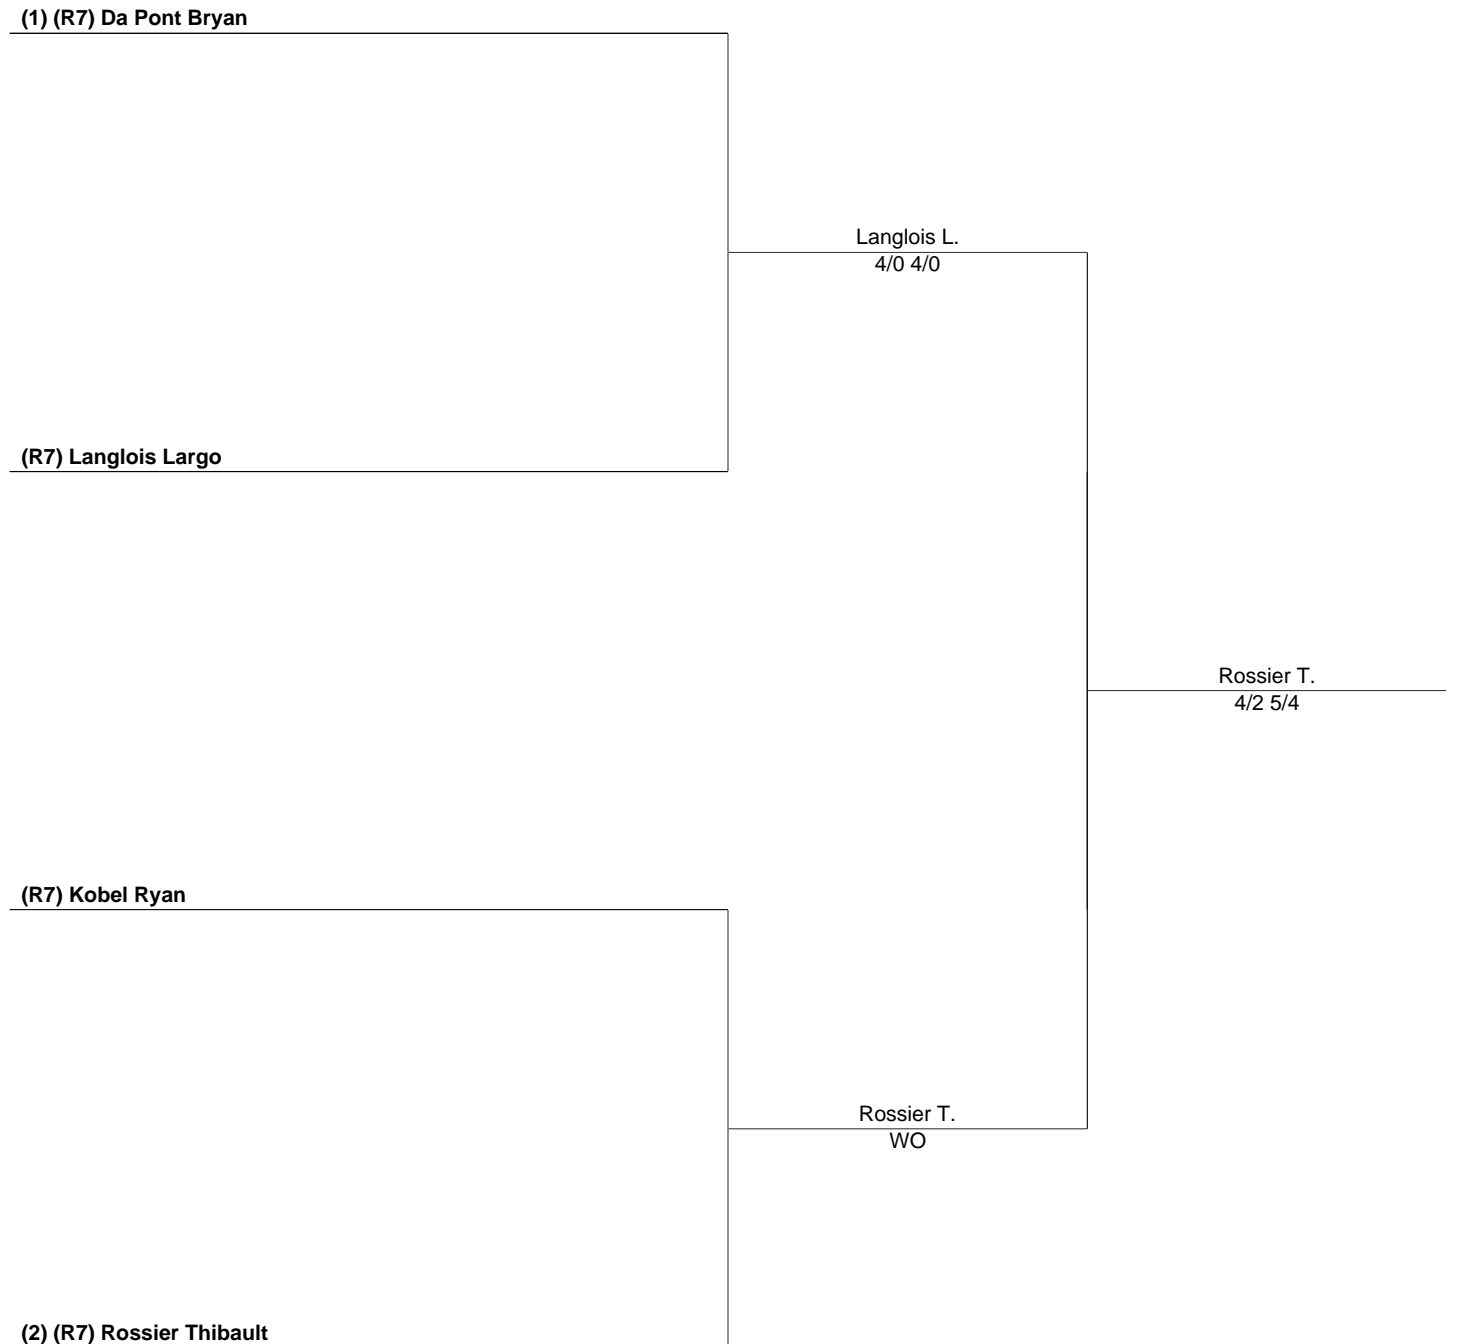 (1) (R7) Da Pont Bryan
Langlois L.
4/0 4/0
(R7) Langlois Largo
Rossier T.
4/2 5/4
(R7) Kobel Ryan
Rossier T.
WO
(2) (R7) Rossier Thibault